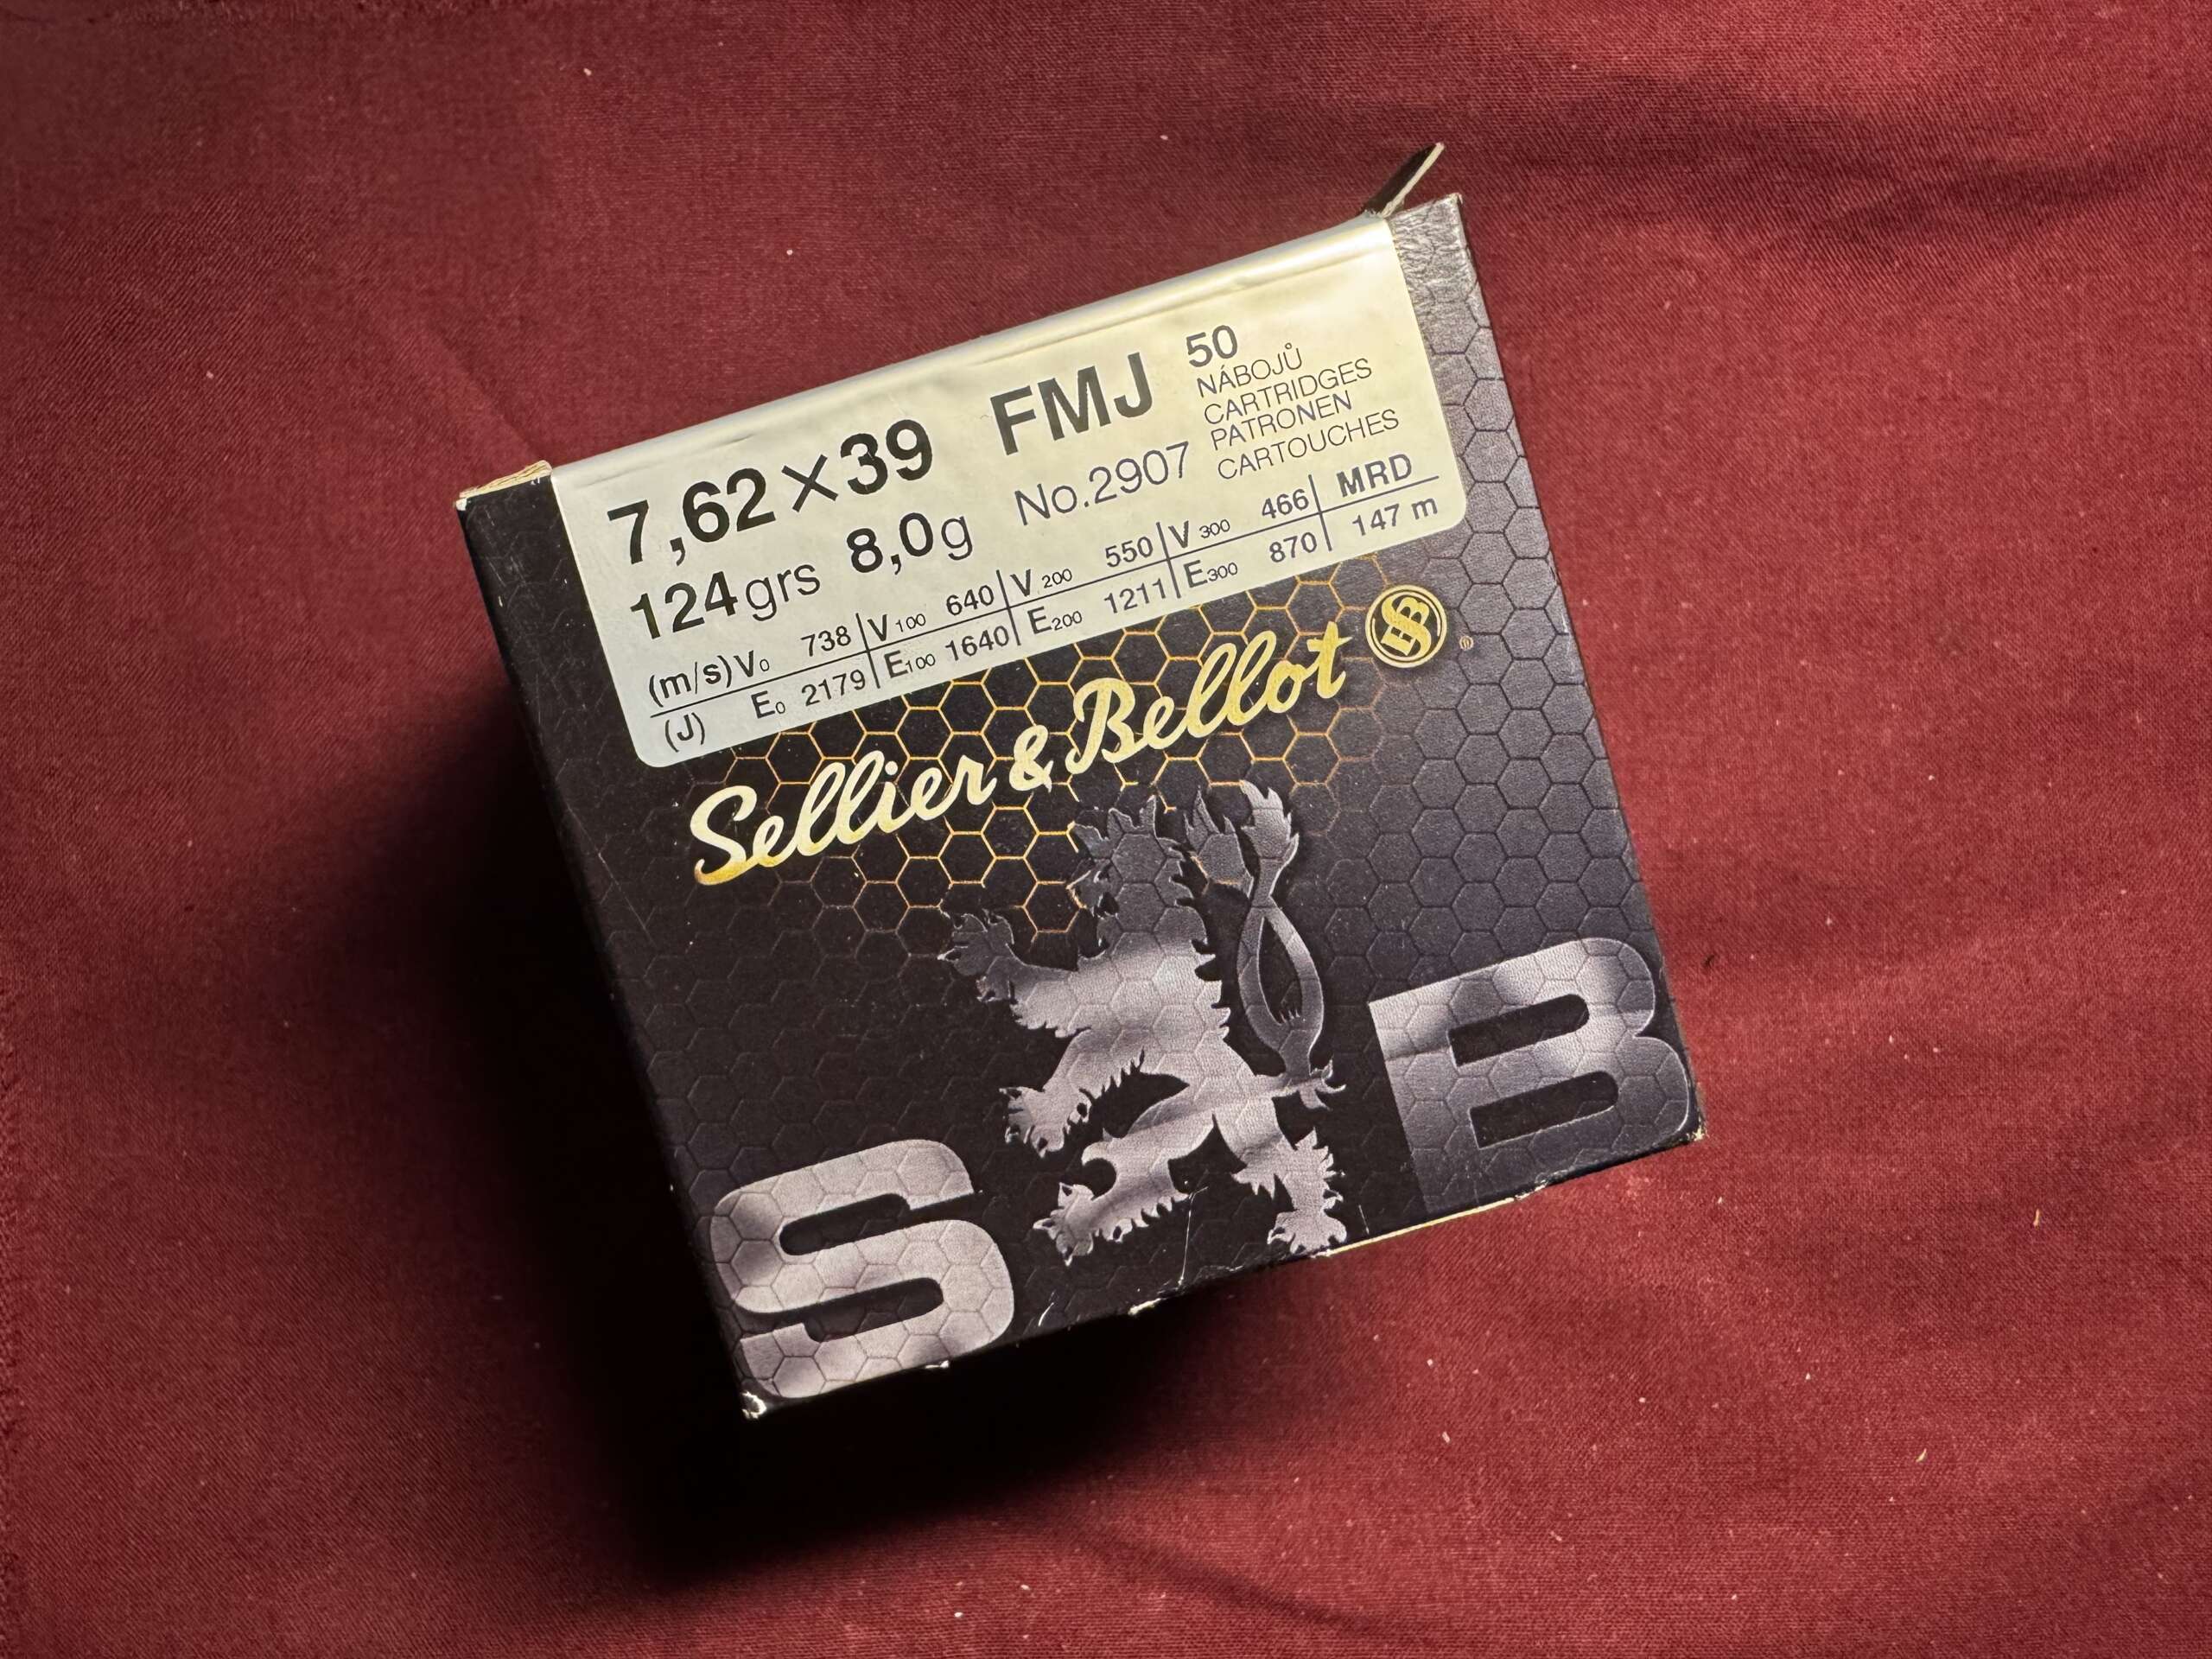 7,62×39 FMJ 50
NÁBOJŮ
CARTRIDGES
PATRONEN
CARTOUCHES
124grs 8,0g No.2907
(m/s) V0 738 V100 640 V200 550 V300 466 MRD
(J) E0 2179 E100 1640 E200 1211 E300 870 147 m
Sellier & Bellot SB ®
S B